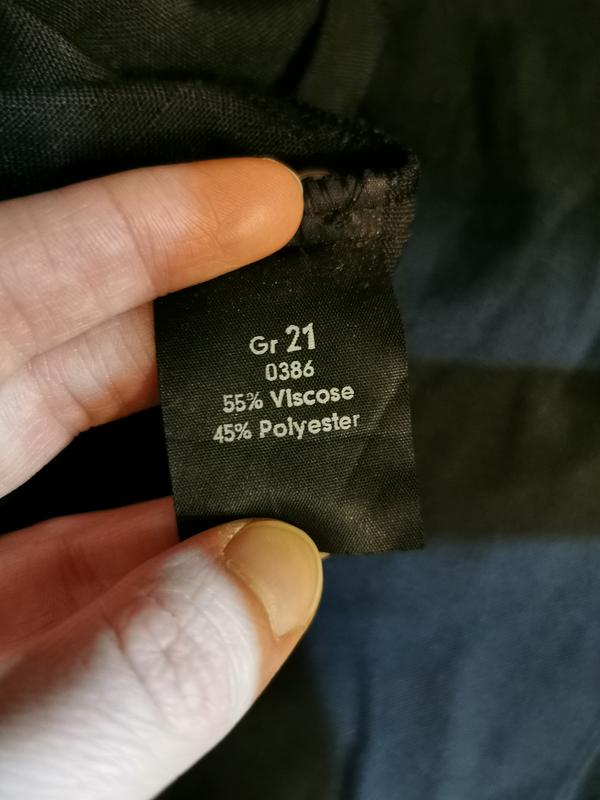 Gr 21
0386
55% Viscose
45% Polyester